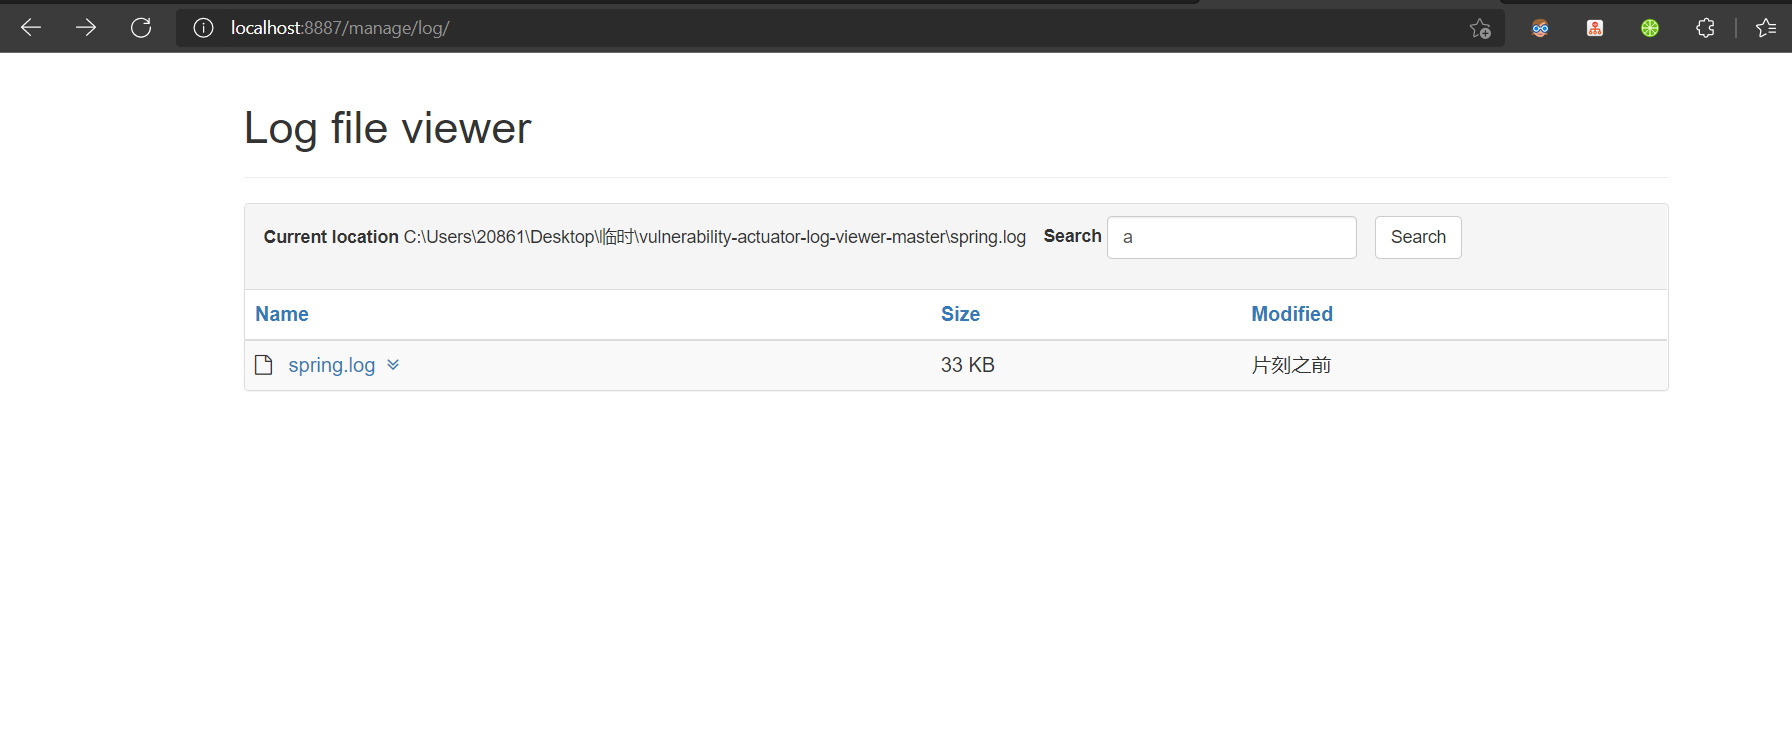 localhost:8887/manage/log/
Log file viewer
Current location C:\Users\20861\Desktop\临时\vulnerability-actuator-log-viewer-master\spring.log Search a Search
Name Size Modified
spring.log 33 KB 片刻之前